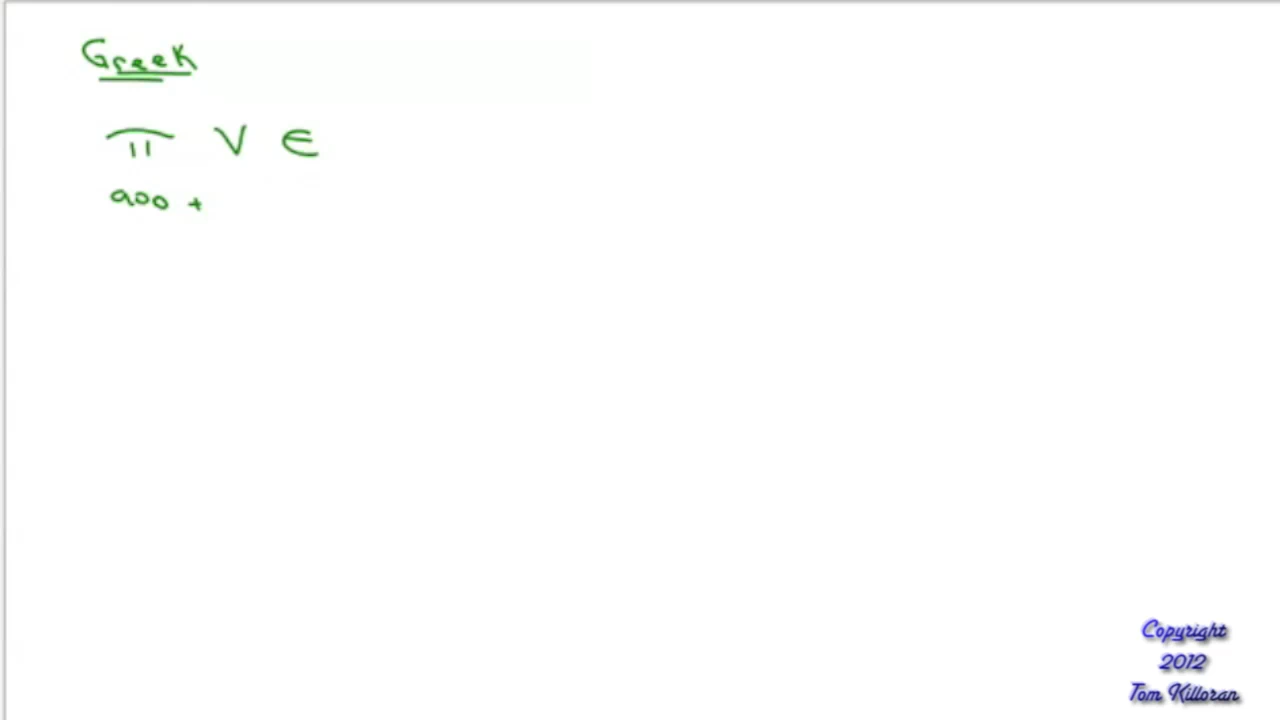 Greek
ϡ ν ϵ
900 +
Copyright
2012
Tom Killoran